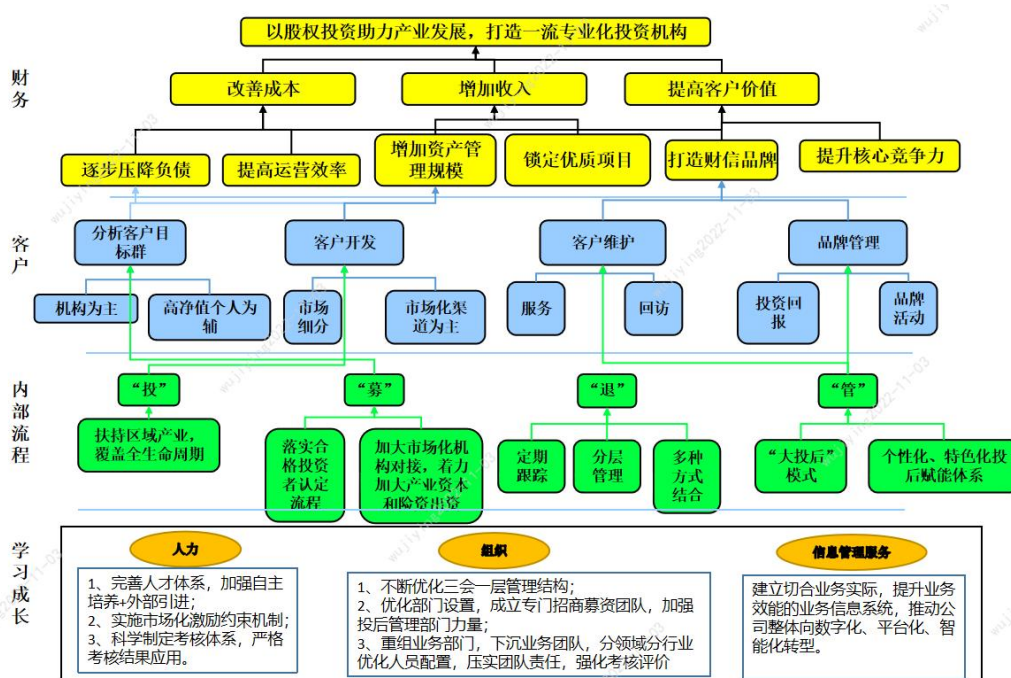 以股权投资助力产业发展，打造一流专业化投资机构
财务
改善成本
增加收入
提高客户价值
逐步压降负债
提高运营效率
增加资产管
理规模
锁定优质项目
打造财信品牌
提升核心竞争力
客户
分析客户目
标群
客户开发
客户维护
品牌管理
机构为主
高净值个人为
辅
市场
细分
市场化渠
道为主
服务
回访
投资回
报
品牌
活动
内部流程
“投”
“募”
“退”
“管”
扶持区域产业，
覆盖全生命周期
落实合
格投资
者认定
流程
加大市场化机
构对接，着力
加大产业资本
和险资出资
定期
跟踪
分层
管理
多种
方式
结合
“大投后”
模式
个性化、特色化投
后赋能体系
学习成长
人力
1、完善人才体系，加强自主
培养+外部引进；
2、实施市场化激励约束机制；
3、科学制定考核体系，严格
考核结果应用。
组织
1、不断优化三会一层管理结构；
2、优化部门设置，成立专门招商募资团队，加强
投后管理部门力量；
3、重组业务部门，下沉业务团队，分领域分行业
优化人员配置，压实团队责任，强化考核评价
信息管理服务
建立切合业务实际，提升业务
效能的业务信息系统，推动公
司整体向数字化、平台化、智
能化转型。
wujiying2022-11-03